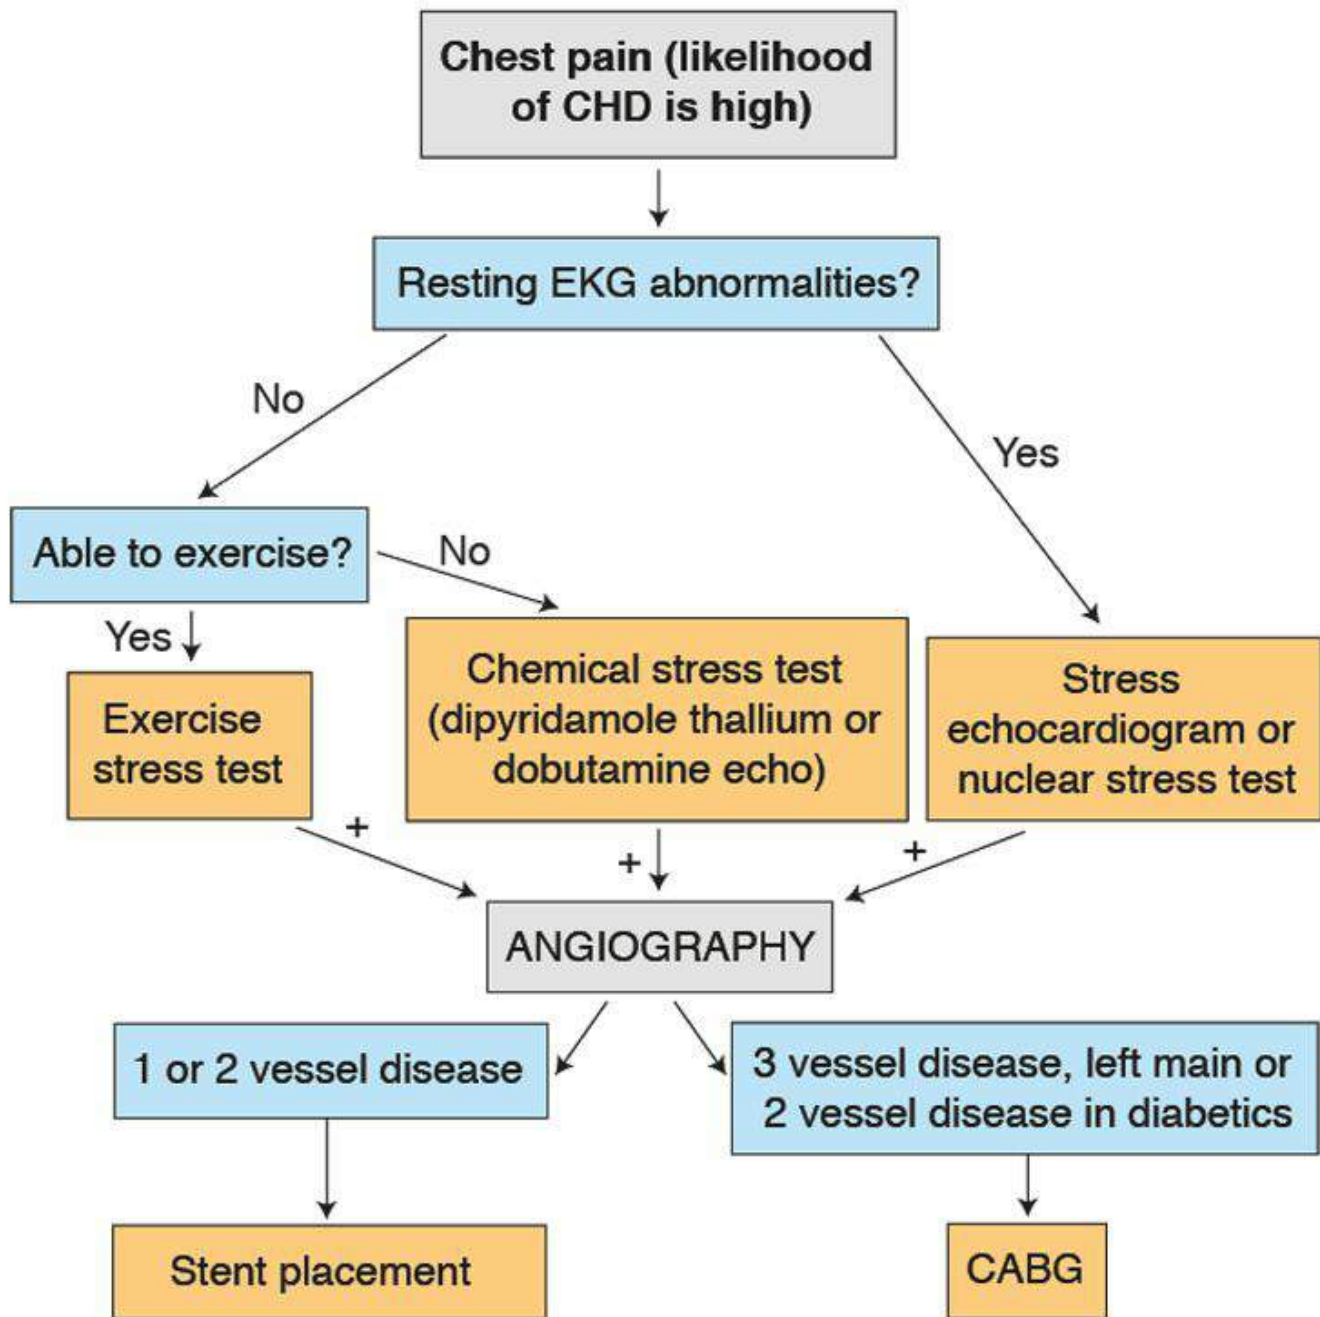 Chest pain (likelihood
of CHD is high)
Resting EKG abnormalities?
No
Yes
Able to exercise?
No
Yes
Exercise
stress test
Chemical stress test
(dipyridamole thallium or
dobutamine echo)
Stress
echocardiogram or
nuclear stress test
+
+
+
ANGIOGRAPHY
1 or 2 vessel disease
3 vessel disease, left main or
2 vessel disease in diabetics
Stent placement
CABG